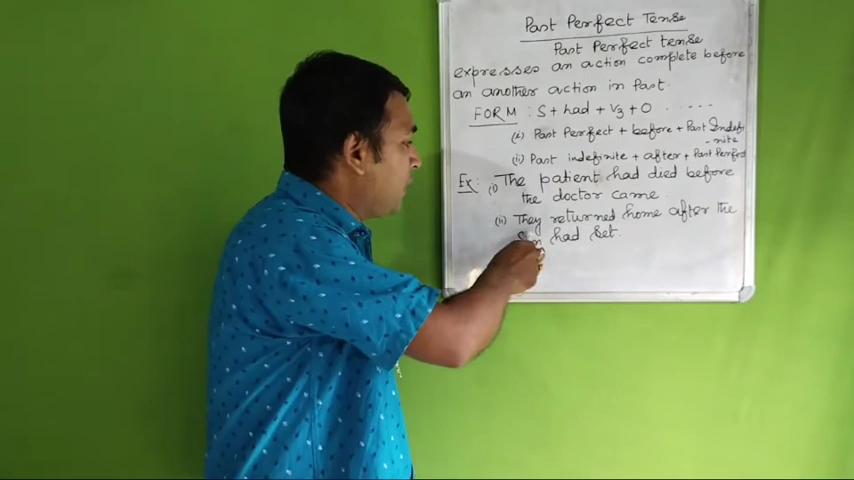 Past Perfect Tense
Past Perfect tense
expresses an action complete before
an another action in Past.
FORM : S + had + V3 + O .....
(i) Past Perfect + before + Past Indefi
-nite
(ii) Past indefinite + after + Past Perfect
Ex: (i) The patient had died before
the doctor came.
(ii) They returned home after the
had set.